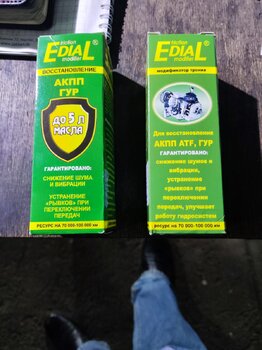 friction
EDIAL
modifier
ВОССТАНОВЛЕНИЕ
АКПП
ГУР
ДО 5 Л
МАСЛА
ГАРАНТИРОВАНО:
СНИЖЕНИЕ ШУМА
И ВИБРАЦИИ
УСТРАНЕНИЕ
«РЫВКОВ» ПРИ
ПЕРЕКЛЮЧЕНИИ
ПЕРЕДАЧ
РЕСУРС НА 70 000-100 000 км
friction
EDIAL
modifier
модификатор трения
Для восстановления
АКПП ATF, ГУР
ГАРАНТИРОВАНО:
снижение шумов и
вибрации,
устранение
«рывков» при
переключении
передач, улучшает
работу гидросистем
РЕСУРС НА 70 000-100 000 км